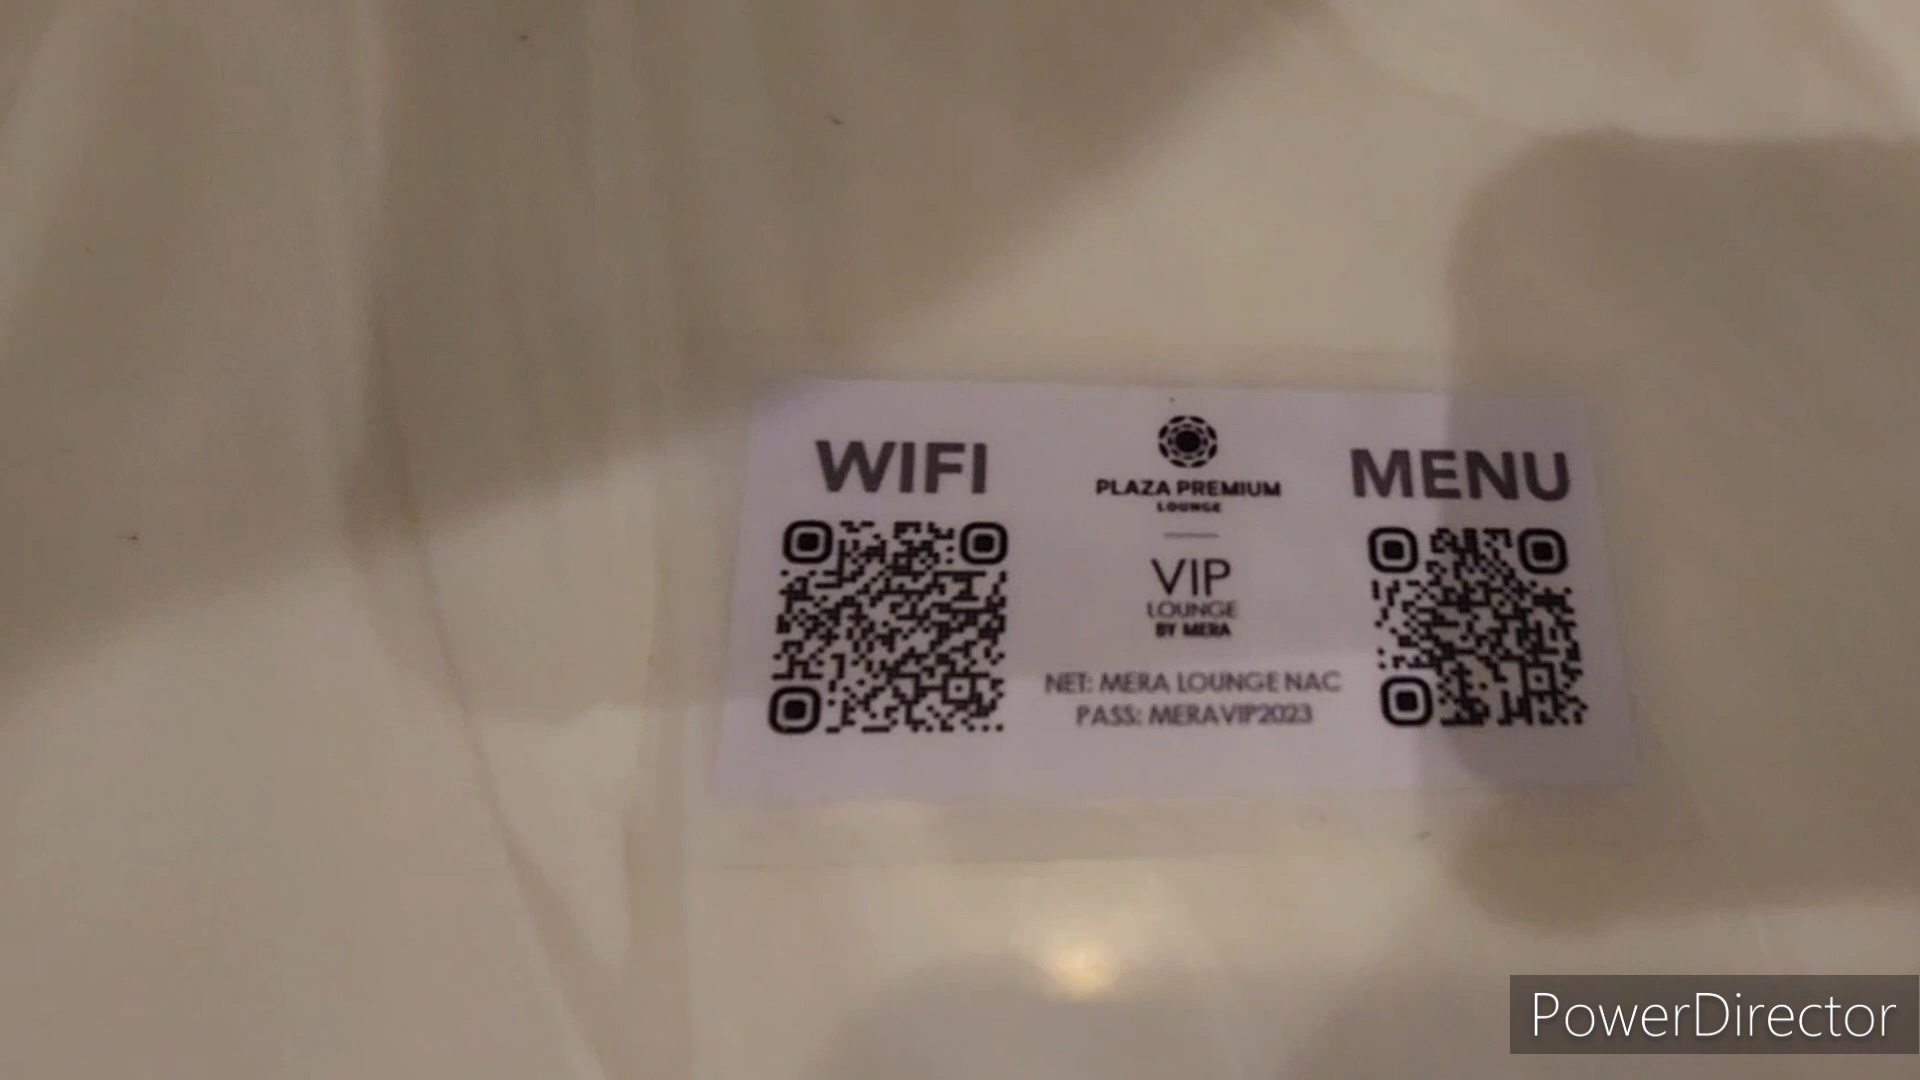 WIFI
PLAZA PREMIUM
LOUNGE
VIP
LOUNGE
BY MERA
NET: MERA LOUNGE NAC
PASS: MERAVIP2023
MENU
PowerDirector